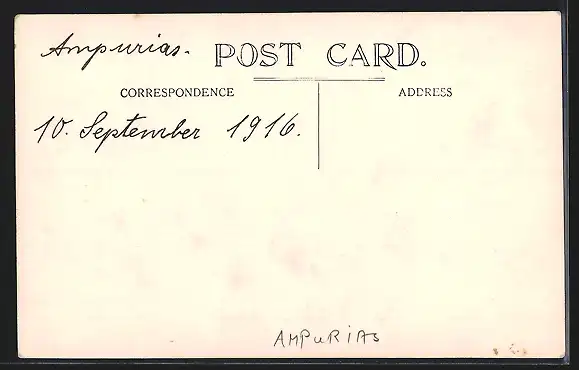 Ampurias. POST CARD.
CORRESPONDENCE ADDRESS
10. September 1916.
AMPURIAS